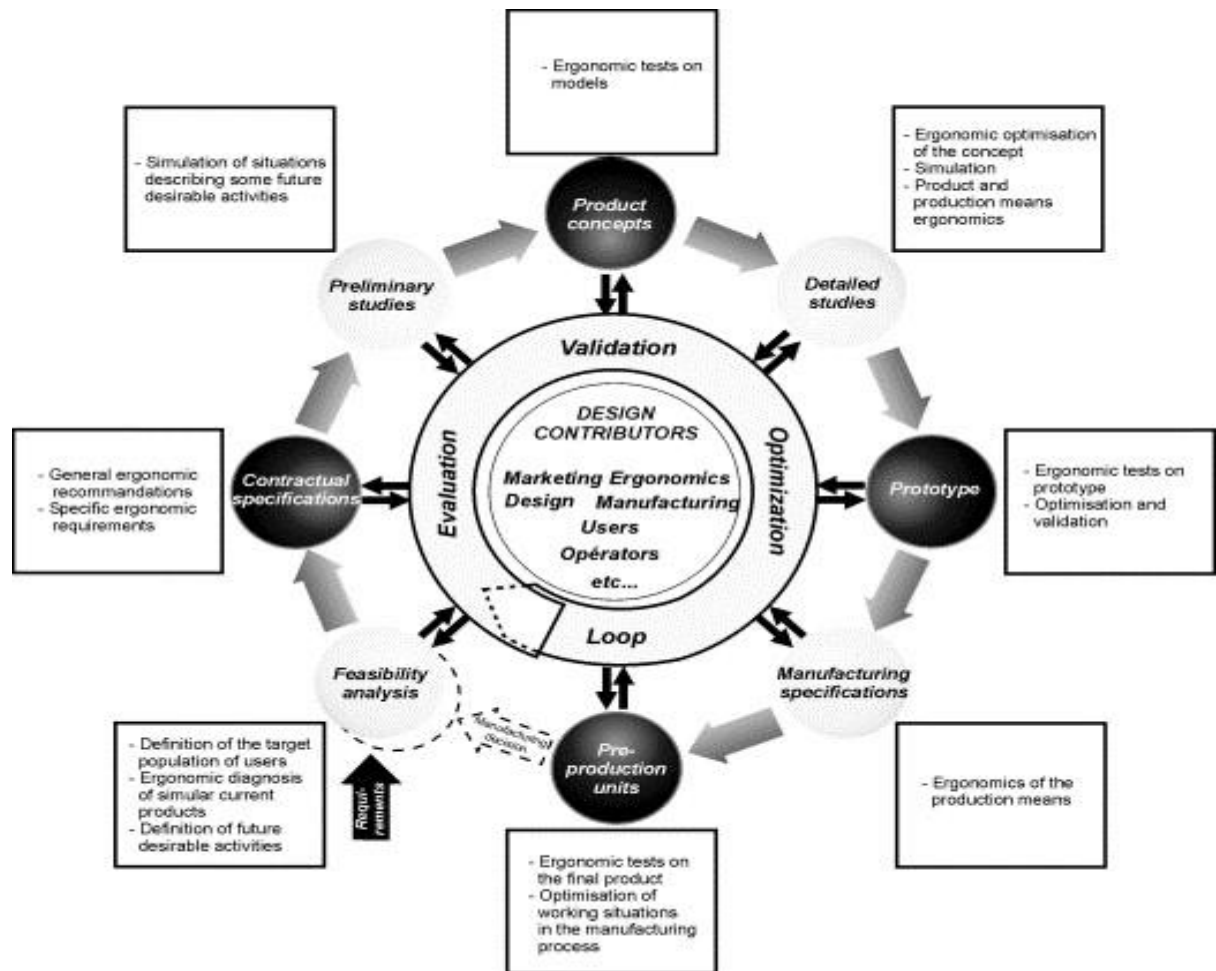 - Ergonomic tests on
models
- Simulation of situations
describing some future
desirable activities
- Ergonomic optimisation
of the concept
- Simulation
- Product and
production means
ergonomics
Product
concepts
Preliminary
studies
Detailed
studies
Validation
DESIGN
CONTRIBUTORS
Marketing Ergonomics
Design Manufacturing
Users
Opérators
etc...
Evaluation
Optimization
Loop
- General ergonomic
recommandations
- Specific ergonomic
requirements
Contractual
specifications
Prototype
- Ergonomic tests on
prototype
- Optimisation and
validation
Feasibility
analysis
Manufacturing
specifications
Manufacturing
decision
Pre-
production
units
- Definition of the target
population of users
- Ergonomic diagnosis
of simular current
products
- Definition of future
desirable activities
Requi-
rements
- Ergonomics of
the production means
- Ergonomic tests on
the final product
- Optimisation of
working situations
in the manufacturing
process